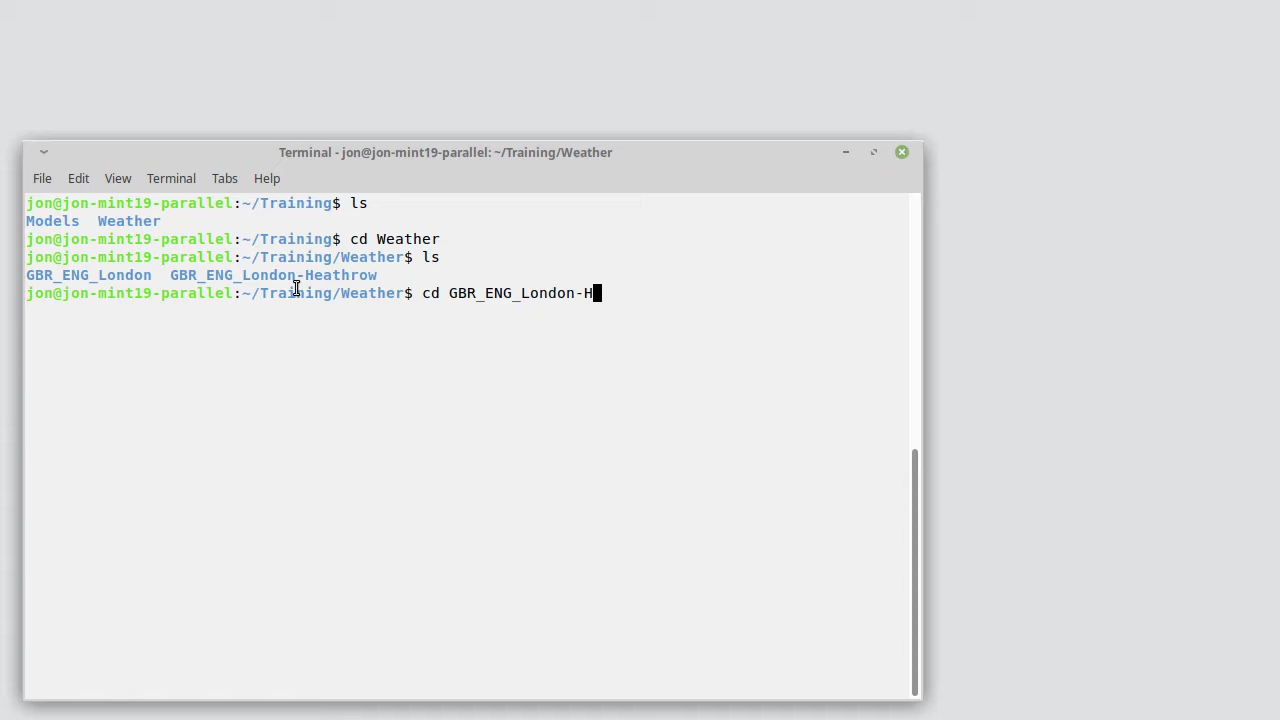 Terminal - jon@jon-mint19-parallel: ~/Training/Weather
File Edit View Terminal Tabs Help
jon@jon-mint19-parallel:~/Training$ ls
Models  Weather
jon@jon-mint19-parallel:~/Training$ cd Weather
jon@jon-mint19-parallel:~/Training/Weather$ ls
GBR_ENG_London  GBR_ENG_London-Heathrow
jon@jon-mint19-parallel:~/Training/Weather$ cd GBR_ENG_London-H